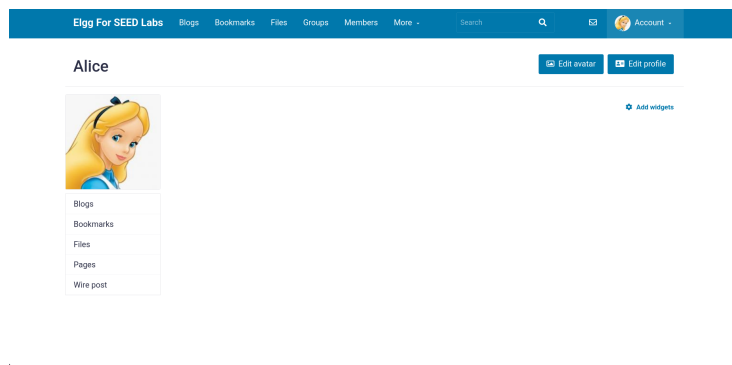 Elgg For SEED Labs Blogs Bookmarks Files Groups Members More Search Account
Alice
Edit avatar Edit profile
Add widgets
Blogs
Bookmarks
Files
Pages
Wire post